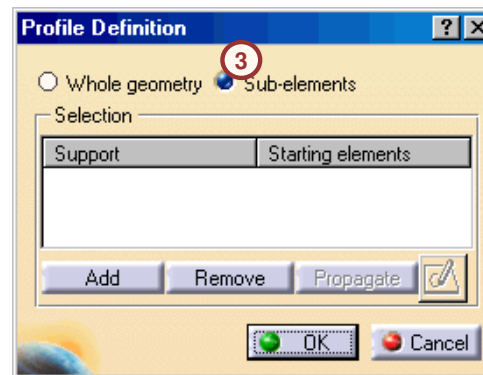 Profile Definition
3
Whole geometry Sub-elements
Selection
Support Starting elements
Add Remove Propagate
OK Cancel